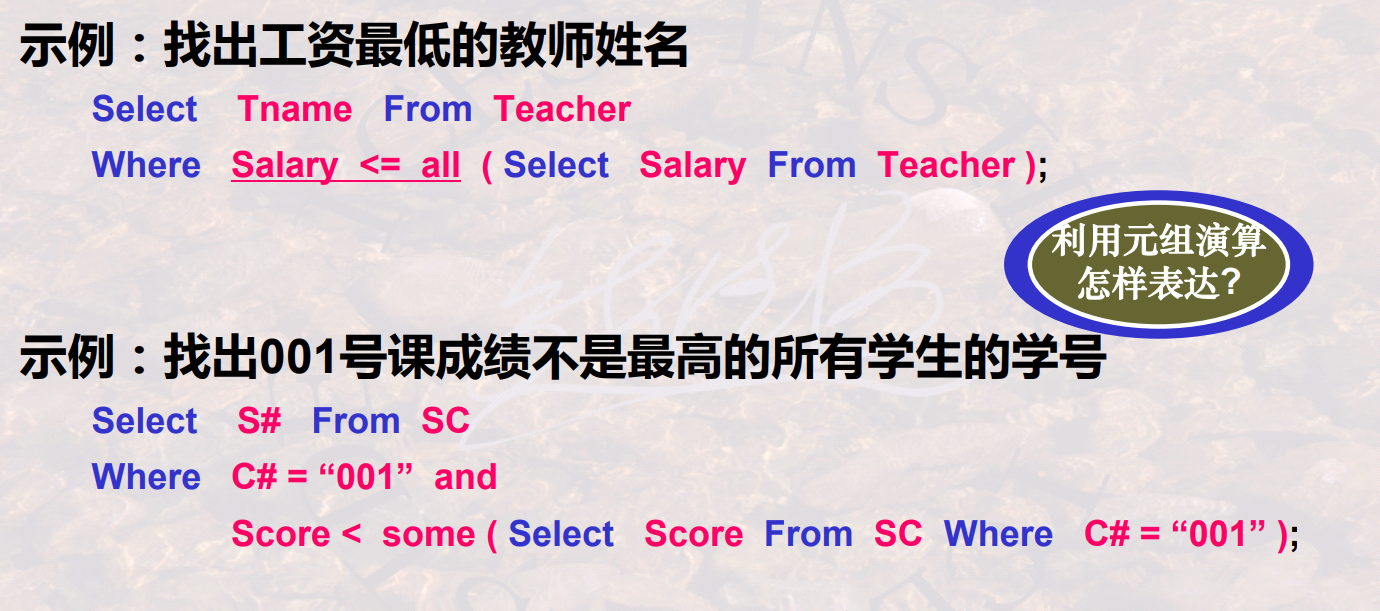 示例：找出工资最低的教师姓名
Select Tname From Teacher
Where Salary <= all ( Select Salary From Teacher );
利用元组演算
怎样表达?
示例：找出001号课成绩不是最高的所有学生的学号
Select S# From SC
Where C# = “001” and
Score < some ( Select Score From SC Where C# = “001” );